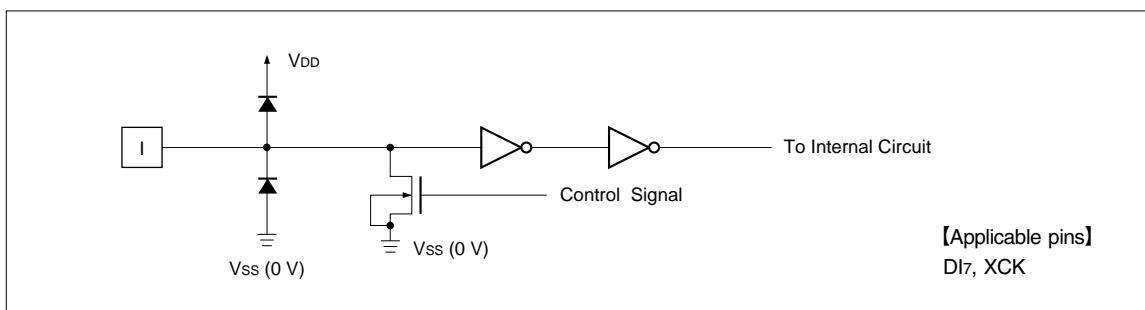 VDD
I
To Internal Circuit
Control Signal
VSS (0 V)
VSS (0 V)
【Applicable pins】
DI7, XCK